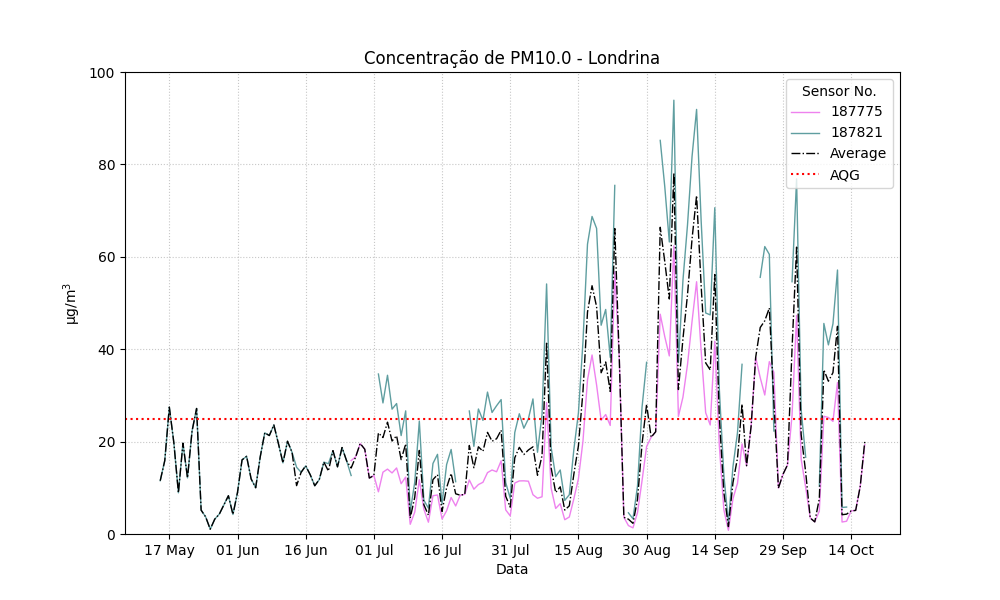 Concentração de PM10.0 - Londrina
100
80
60
40
20
0
µg/m³
Sensor No.
187775
187821
Average
AQG
17 May 01 Jun 16 Jun 01 Jul 16 Jul 31 Jul 15 Aug 30 Aug 14 Sep 29 Sep 14 Oct
Data